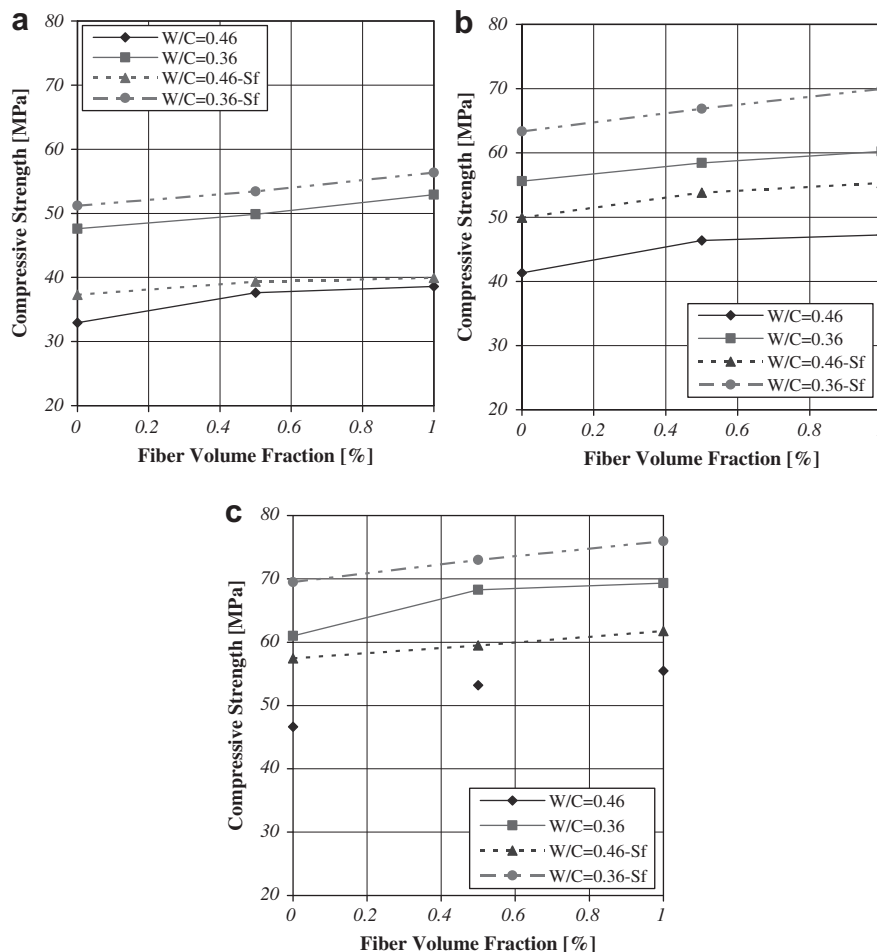 a
80
70
60
50
40
30
20
Compressive Strength [MPa]
W/C=0.46
W/C=0.36
W/C=0.46-Sf
W/C=0.36-Sf
0 0.2 0.4 0.6 0.8 1
Fiber Volume Fraction [%]
b
80
70
60
50
40
30
20
Compressive Strength [MPa]
W/C=0.46
W/C=0.36
W/C=0.46-Sf
W/C=0.36-Sf
0 0.2 0.4 0.6 0.8
Fiber Volume Fraction [%]
c
80
70
60
50
40
30
20
Compressive Strength [MPa]
W/C=0.46
W/C=0.36
W/C=0.46-Sf
W/C=0.36-Sf
0 0.2 0.4 0.6 0.8 1
Fiber Volume Fraction [%]